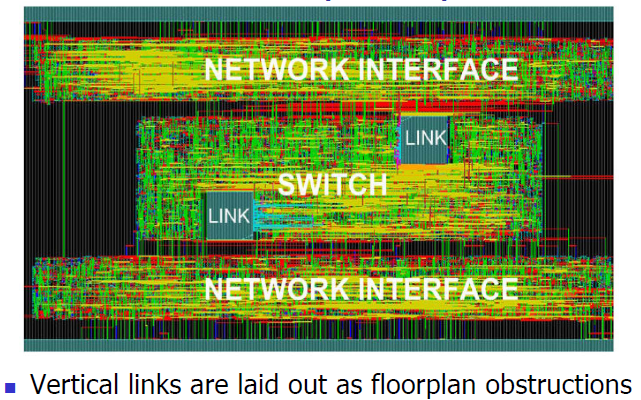 NETWORK INTERFACE
LINK
SWITCH
LINK
NETWORK INTERFACE
Vertical links are laid out as floorplan obstructions